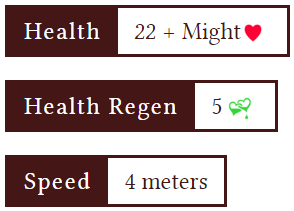 Health 22 + Might
Health Regen 5
Speed 4 meters